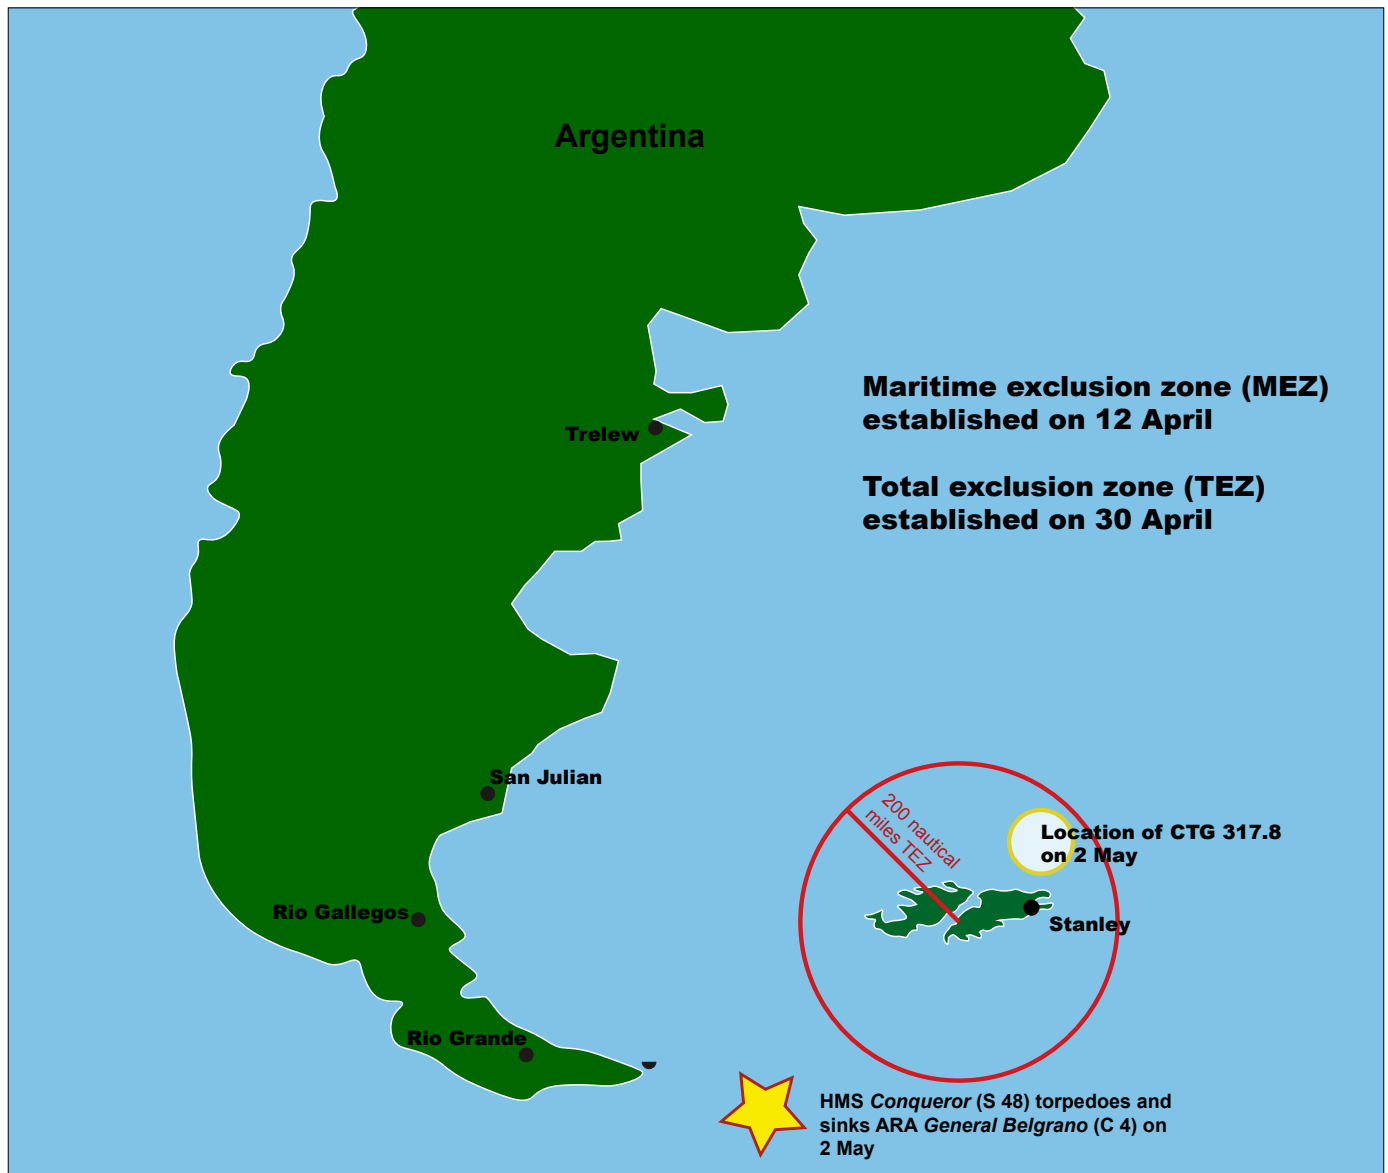 Argentina
Maritime exclusion zone (MEZ)
established on 12 April
Trelew
Total exclusion zone (TEZ)
established on 30 April
San Julian
200 nautical
miles TEZ
Location of CTG 317.8
on 2 May
Rio Gallegos
Stanley
Rio Grande
HMS Conqueror (S 48) torpedoes and
sinks ARA General Belgrano (C 4) on
2 May